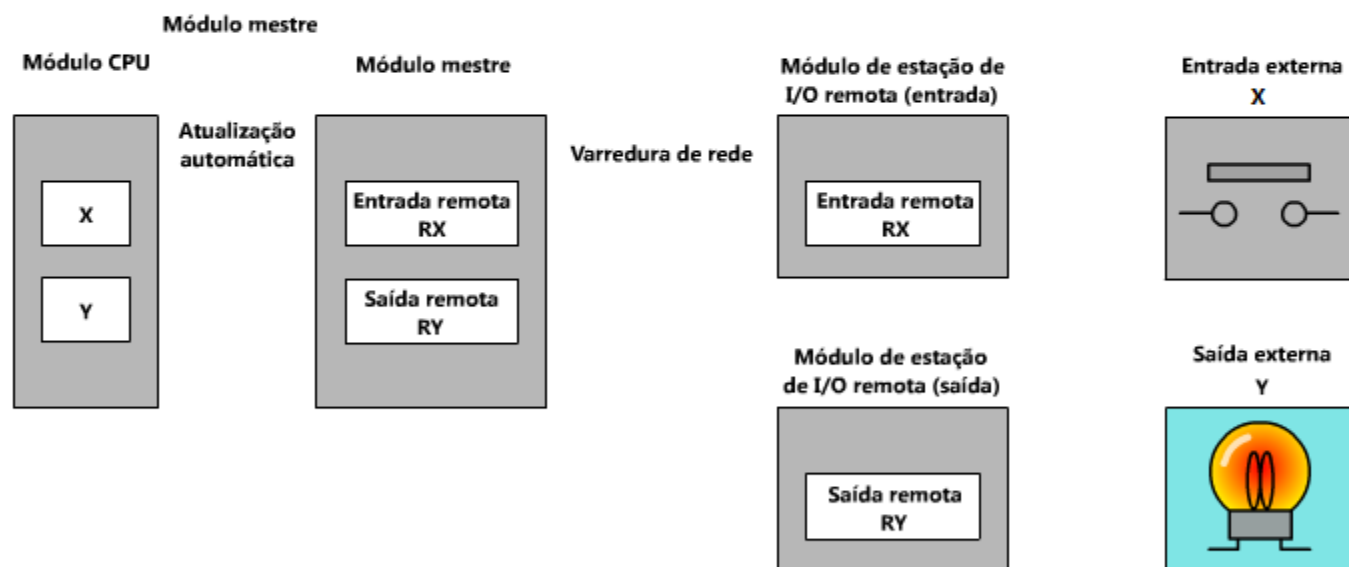 Módulo mestre
Módulo CPU
Módulo mestre
Módulo de estação de
I/O remota (entrada)
Entrada externa
X
Atualização
automática
Varredura de rede
X
Entrada remota
RX
Entrada remota
RX
Y
Saída remota
RY
Módulo de estação
de I/O remota (saída)
Saída externa
Y
Saída remota
RY